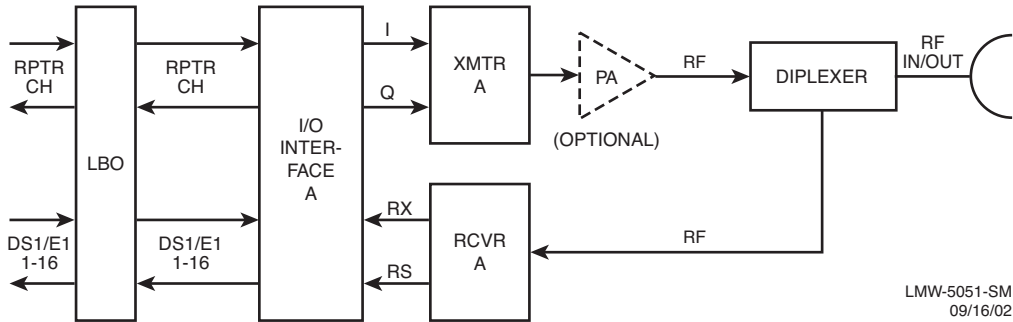 RPTR
CH
RPTR
CH
DS1/E1
1-16
DS1/E1
1-16
LBO
I/O
INTER-
FACE
A
I
Q
XMTR
A
PA
(OPTIONAL)
RF
DIPLEXER
RF
IN/OUT
RX
RS
RCVR
A
RF
LMW-5051-SM
09/16/02